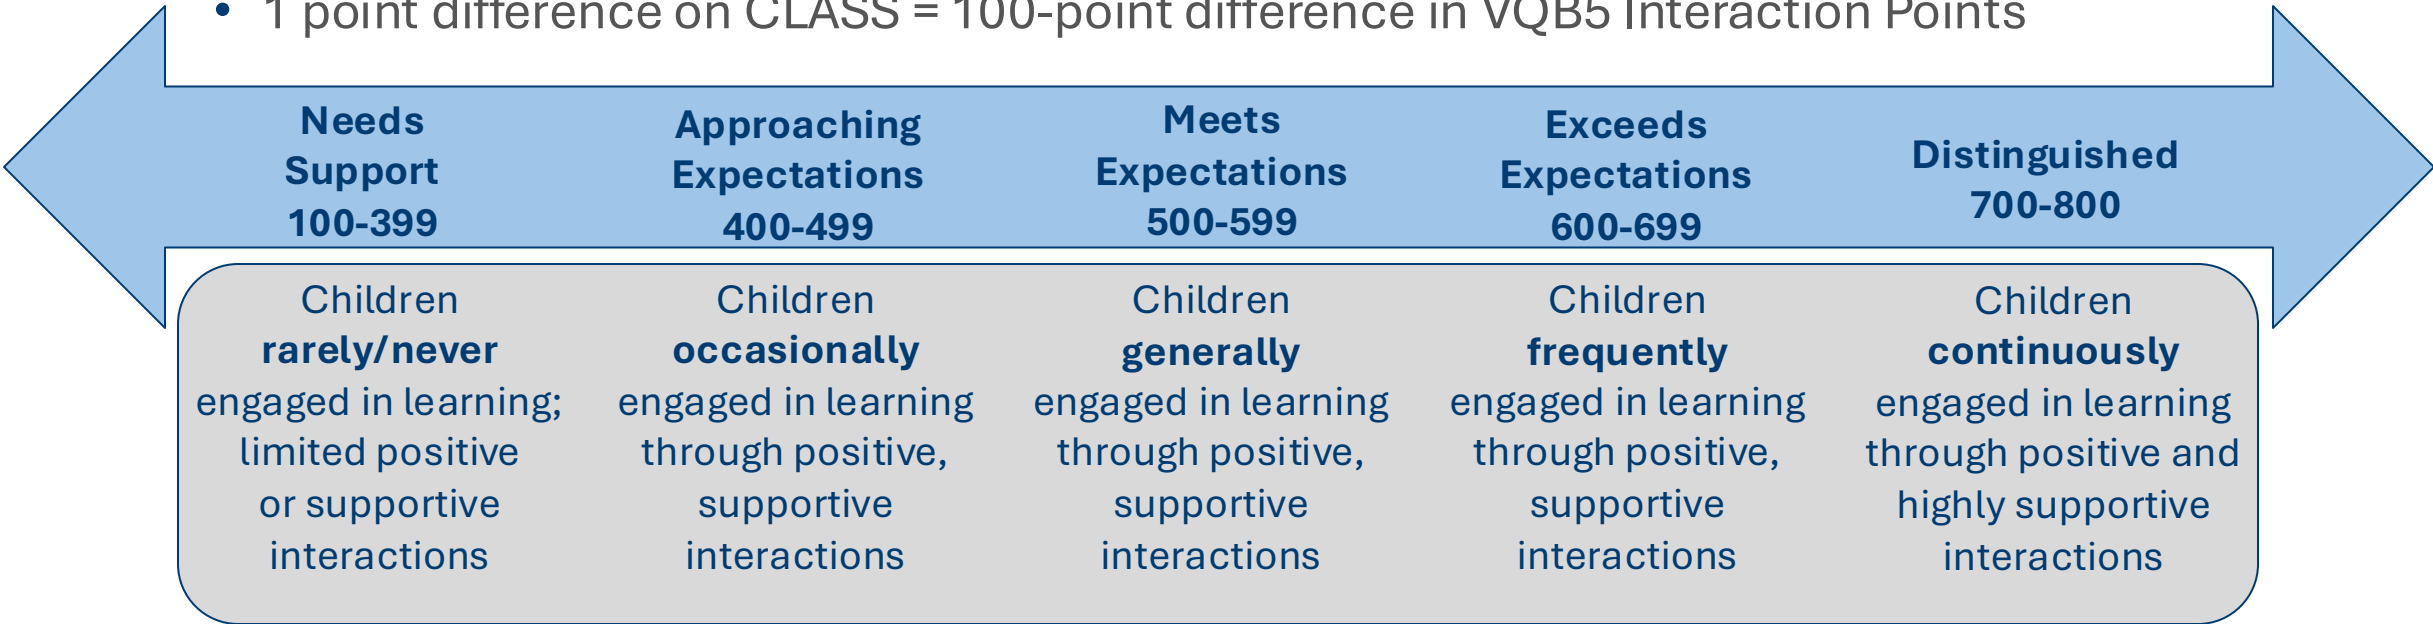 • 1 point difference on CLASS = 100-point difference in VQB5 Interaction Points
Needs
Support
100-399
Approaching
Expectations
400-499
Meets
Expectations
500-599
Exceeds
Expectations
600-699
Distinguished
700-800
Children
rarely/never
engaged in learning;
limited positive
or supportive
interactions
Children
occasionally
engaged in learning
through positive,
supportive
interactions
Children
generally
engaged in learning
through positive,
supportive
interactions
Children
frequently
engaged in learning
through positive,
supportive
interactions
Children
continuously
engaged in learning
through positive and
highly supportive
interactions